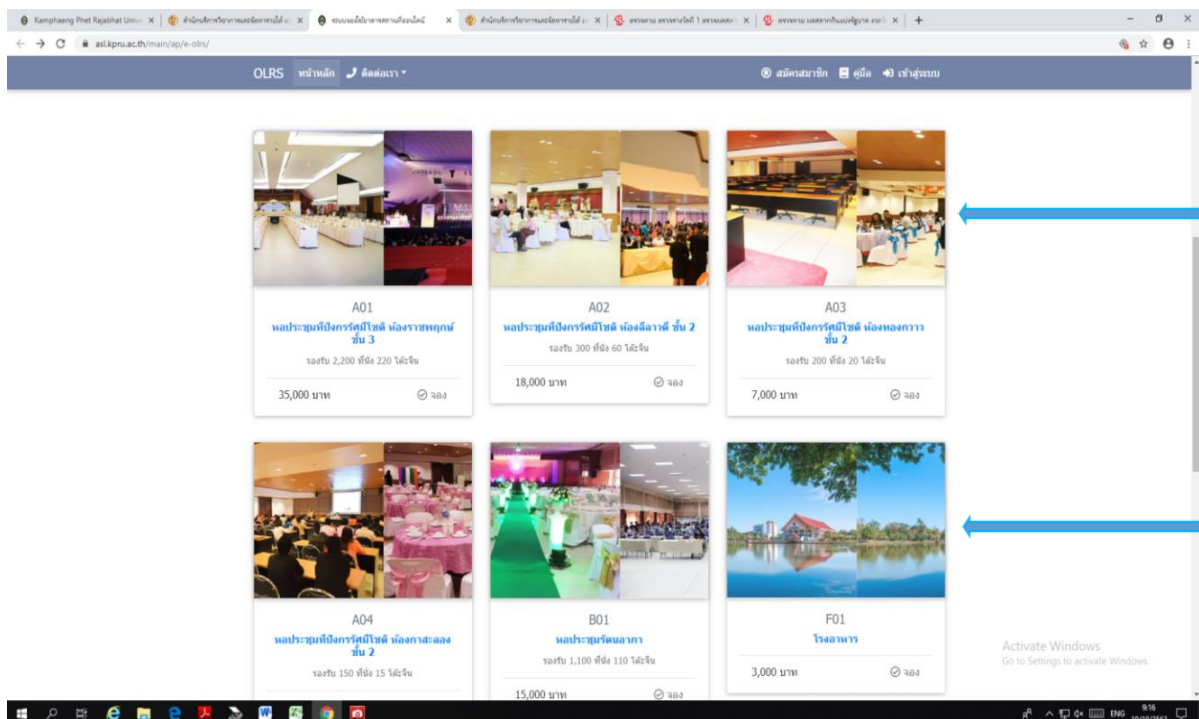 Kamphaeng Phet Rajabhat Unive
asl.kpru.ac.th/main/ap/e-olrs/
OLRS หน้าหลัก ติดต่อเรา
สมัครสมาชิก คู่มือ เข้าสู่ระบบ
A01
หอประชุมทีปังกรรัศมีโชติ ห้องราชพฤกษ์
ชั้น 3
รองรับ 2,200 ที่นั่ง 220 โต๊ะจีน
35,000 บาท จอง
A02
หอประชุมทีปังกรรัศมีโชติ ห้องลีลาวดี ชั้น 2
รองรับ 300 ที่นั่ง 60 โต๊ะจีน
18,000 บาท จอง
A03
หอประชุมทีปังกรรัศมีโชติ ห้องทองกวาว
ชั้น 2
รองรับ 200 ที่นั่ง 20 โต๊ะจีน
7,000 บาท จอง
A04
หอประชุมทีปังกรรัศมีโชติ ห้องกาสะลอง
ชั้น 2
รองรับ 150 ที่นั่ง 15 โต๊ะจีน
B01
หอประชุมรัตนอาภา
รองรับ 1,100 ที่นั่ง 110 โต๊ะจีน
15,000 บาท จอง
F01
โรงอาหาร
3,000 บาท จอง
Activate Windows
Go to Settings to activate Windows.
ENG
9:16